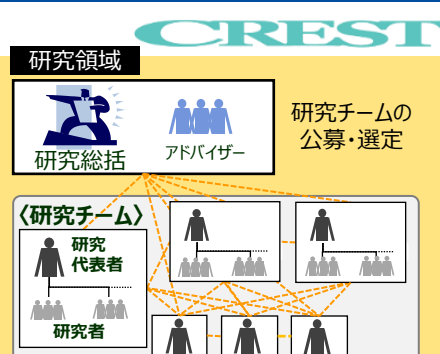 CREST
研究領域
研究総括
アドバイザー
研究チームの
公募・選定
〈研究チーム〉
研究
代表者
研究者